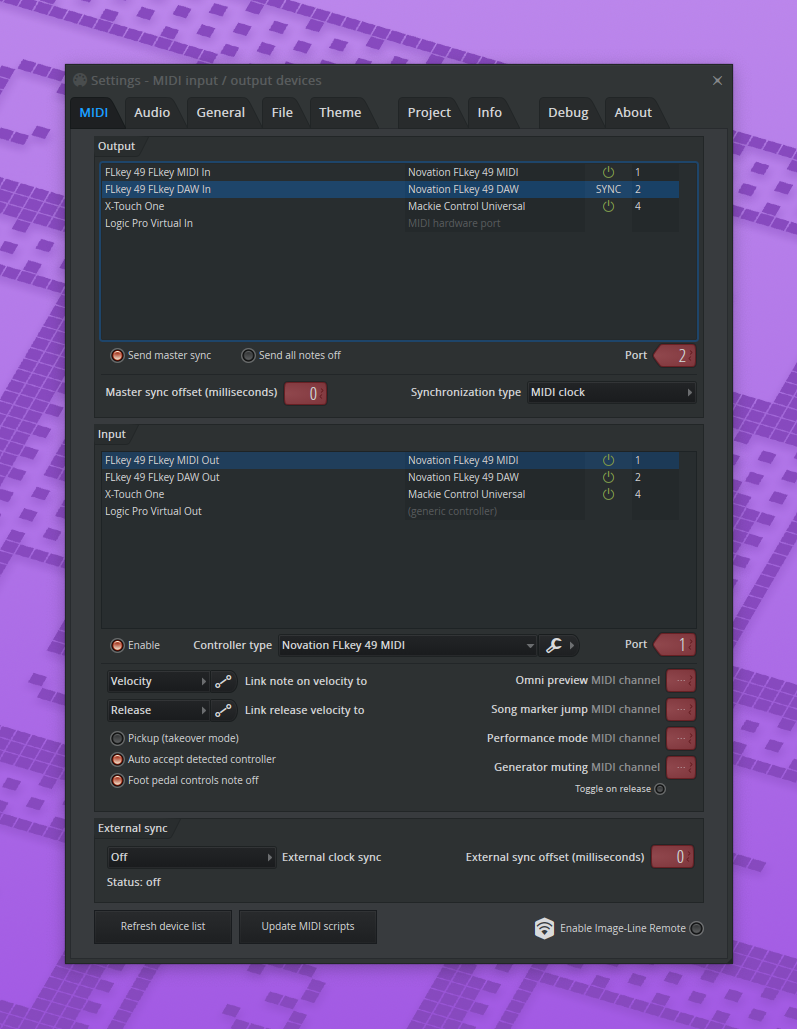 Settings - MIDI input / output devices
MIDI Audio General File Theme Project Info Debug About
Output
FLkey 49 FLkey MIDI In Novation FLkey 49 MIDI 1
FLkey 49 FLkey DAW In Novation FLkey 49 DAW SYNC 2
X-Touch One Mackie Control Universal 4
Logic Pro Virtual In MIDI hardware port
Send master sync Send all notes off Port 2
Master sync offset (milliseconds) 0 Synchronization type MIDI clock
Input
FLkey 49 FLkey MIDI Out Novation FLkey 49 MIDI 1
FLkey 49 FLkey DAW Out Novation FLkey 49 DAW 2
X-Touch One Mackie Control Universal 4
Logic Pro Virtual Out (generic controller)
Enable Controller type Novation FLkey 49 MIDI Port 1
Velocity Link note on velocity to Omni preview MIDI channel ---
Release Link release velocity to Song marker jump MIDI channel ---
Pickup (takeover mode) Performance mode MIDI channel ---
Auto accept detected controller Generator muting MIDI channel ---
Foot pedal controls note off Toggle on release
External sync
Off External clock sync External sync offset (milliseconds) 0
Status: off
Refresh device list Update MIDI scripts Enable Image-Line Remote